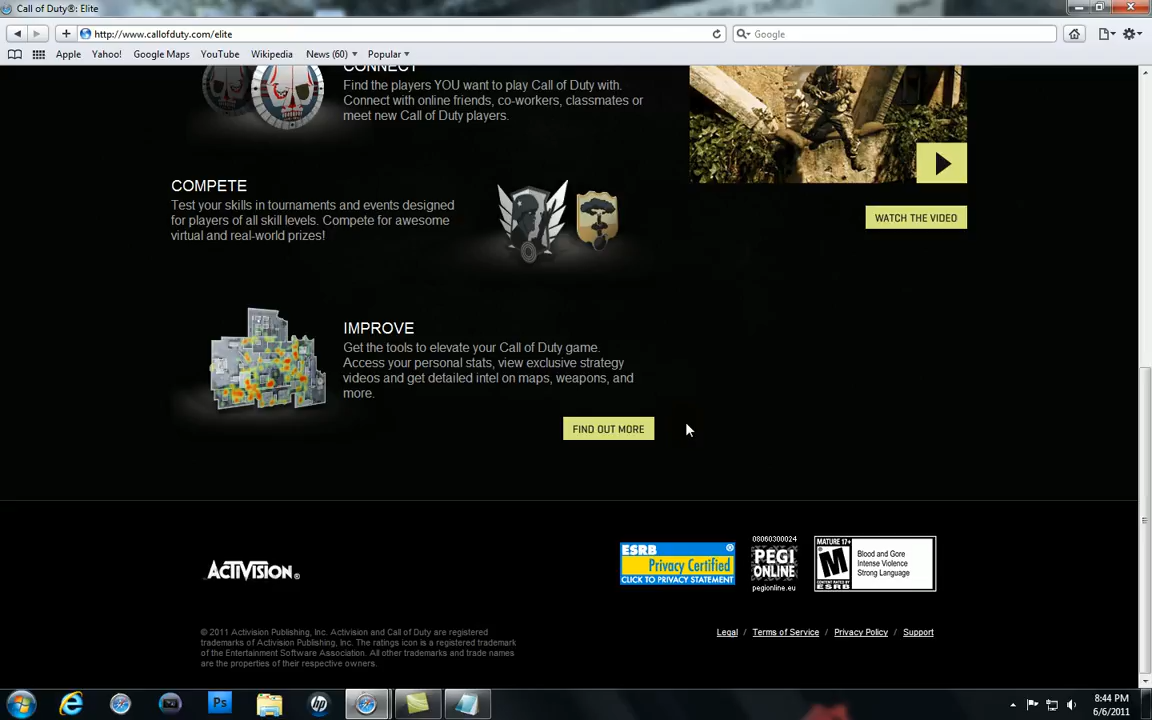 Call of Duty®: Elite
http://www.callofduty.com/elite
Google
Apple
Yahoo!
Google Maps
YouTube
Wikipedia
News (60)
Popular
CONNECT
Find the players YOU want to play Call of Duty with.
Connect with online friends, co-workers, classmates or
meet new Call of Duty players.
COMPETE
Test your skills in tournaments and events designed
for players of all skill levels. Compete for awesome
virtual and real-world prizes!
WATCH THE VIDEO
IMPROVE
Get the tools to elevate your Call of Duty game.
Access your personal stats, view exclusive strategy
videos and get detailed intel on maps, weapons, and
more.
FIND OUT MORE
ACTIVISION®
ESRB
Privacy Certified
CLICK TO PRIVACY STATEMENT
08060300024
PEGI
ONLINE
pegionline.eu
MATURE 17+
M
CONTENT RATED BY
ESRB
Blood and Gore
Intense Violence
Strong Language
© 2011 Activision Publishing, Inc. Activision and Call of Duty are registered
trademarks of Activision Publishing, Inc. The ratings icon is a registered trademark
of the Entertainment Software Association. All other trademarks and trade names
are the properties of their respective owners.
Legal / Terms of Service / Privacy Policy / Support
Ps
hp
8:44 PM
6/6/2011